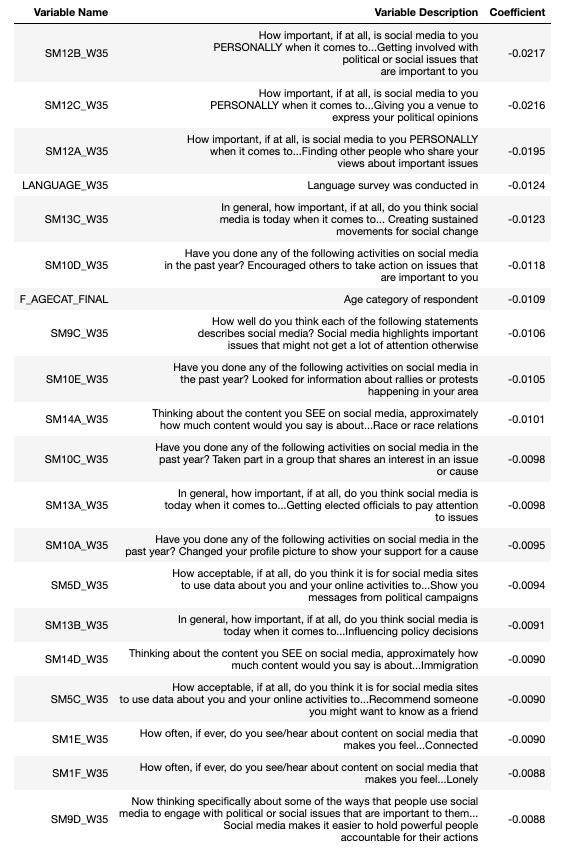 Variable Name Variable Description Coefficient
How important, if at all, is social media to you
PERSONALLY when it comes to...Getting involved with
political or social issues that
are important to you
SM12B_W35 -0.0217
How important, if at all, is social media to you
PERSONALLY when it comes to...Giving you a venue to
express your political opinions
SM12C_W35 -0.0216
How important, if at all, is social media to you PERSONALLY
when it comes to...Finding other people who share your
views about important issues
SM12A_W35 -0.0195
LANGUAGE_W35 Language survey was conducted in -0.0124
In general, how important, if at all, do you think social
media is today when it comes to... Creating sustained
movements for social change
SM13C_W35 -0.0123
Have you done any of the following activities on social media
in the past year? Encouraged others to take action on issues that
are important to you
SM10D_W35 -0.0118
F_AGECAT_FINAL Age category of respondent -0.0109
How well do you think each of the following statements
describes social media? Social media highlights important
issues that might not get a lot of attention otherwise
SM9C_W35 -0.0106
Have you done any of the following activities on social media in
the past year? Looked for information about rallies or protests
happening in your area
SM10E_W35 -0.0105
Thinking about the content you SEE on social media, approximately
how much content would you say is about...Race or race relations
SM14A_W35 -0.0101
Have you done any of the following activities on social media in the
past year? Taken part in a group that shares an interest in an issue
or cause
SM10C_W35 -0.0098
In general, how important, if at all, do you think social media is
today when it comes to...Getting elected officials to pay attention
to issues
SM13A_W35 -0.0098
Have you done any of the following activities on social media in the
past year? Changed your profile picture to show your support for a cause
SM10A_W35 -0.0095
How acceptable, if at all, do you think it is for social media sites
to use data about you and your online activities to...Show you
messages from political campaigns
SM5D_W35 -0.0094
In general, how important, if at all, do you think social media is
today when it comes to...Influencing policy decisions
SM13B_W35 -0.0091
Thinking about the content you SEE on social media, approximately how
much content would you say is about...Immigration
SM14D_W35 -0.0090
How acceptable, if at all, do you think it is for social media sites
to use data about you and your online activities to...Recommend someone
you might want to know as a friend
SM5C_W35 -0.0090
How often, if ever, do you see/hear about content on social media that
makes you feel...Connected
SM1E_W35 -0.0090
How often, if ever, do you see/hear about content on social media that
makes you feel...Lonely
SM1F_W35 -0.0088
Now thinking specifically about some of the ways that people use social
media to engage with political or social issues that are important to them...
Social media makes it easier to hold powerful people
accountable for their actions
SM9D_W35 -0.0088